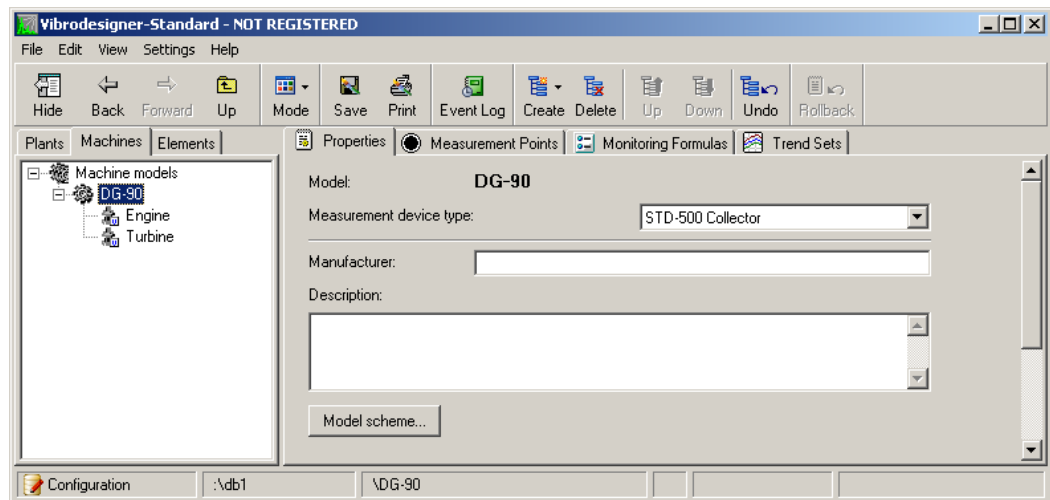 Vibrodesigner-Standard - NOT REGISTERED
File Edit View Settings Help
Hide Back Forward Up Mode Save Print Event Log Create Delete Up Down Undo Rollback
Plants Machines Elements
Properties Measurement Points Monitoring Formulas Trend Sets
Machine models
DG-90
Engine
Turbine
Model: DG-90
Measurement device type: STD-500 Collector
Manufacturer:
Description:
Model scheme...
Configuration :\db1 \DG-90